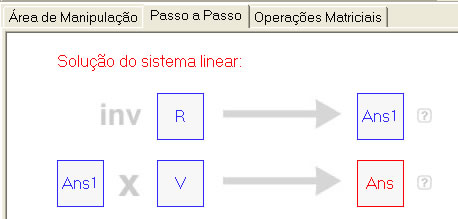 Área de Manipulação Passo a Passo Operações Matriciais
Solução do sistema linear:
inv R Ans1 ?
Ans1 x V Ans ?